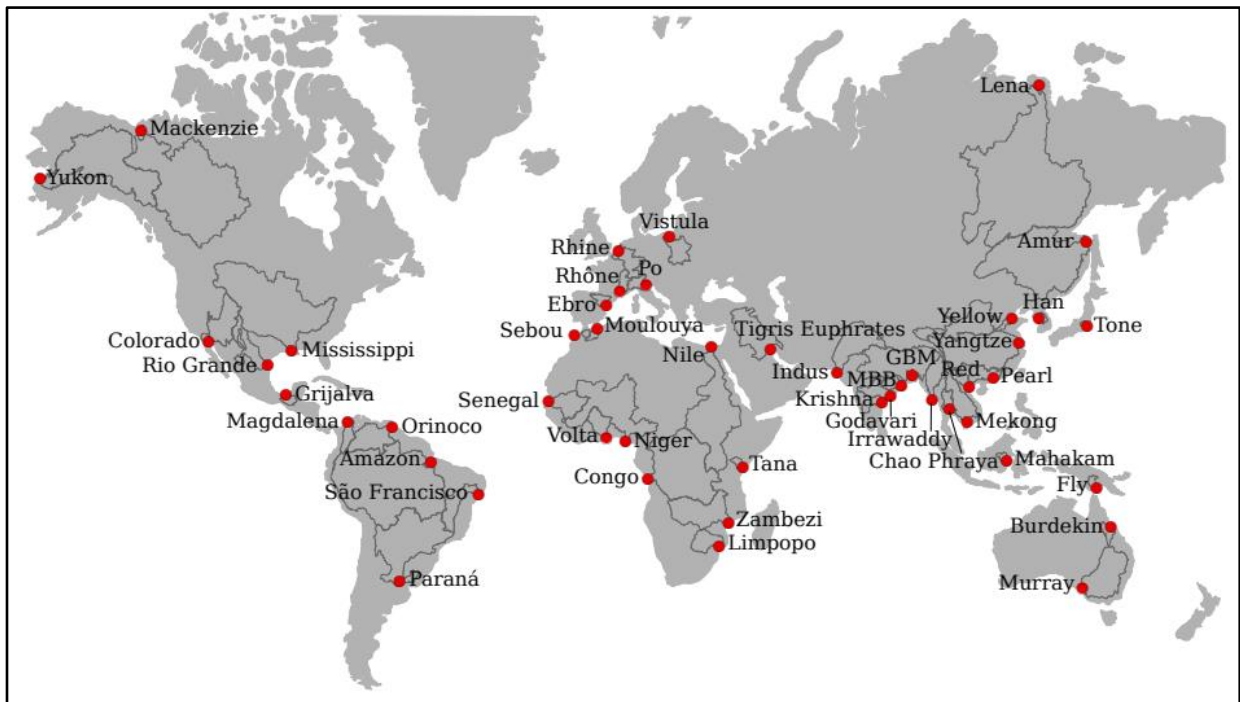 Lena
Mackenzie
Yukon
Vistula
Amur
Rhine
Po
Rhône
Ebro
Han
Yellow
Tone
Sebou
Moulouya
Tigris Euphrates
Yangtze
Colorado
Mississippi
Nile
GBM
Rio Grande
Indus
MBB
Red
Pearl
Grijalva
Senegal
Krishna
Godavari
Magdalena
Orinoco
Volta
Niger
Irrawaddy
Mekong
Amazon
Tana
Chao Phraya
Mahakam
Congo
Fly
São Francisco
Zambezi
Burdekin
Limpopo
Paraná
Murray